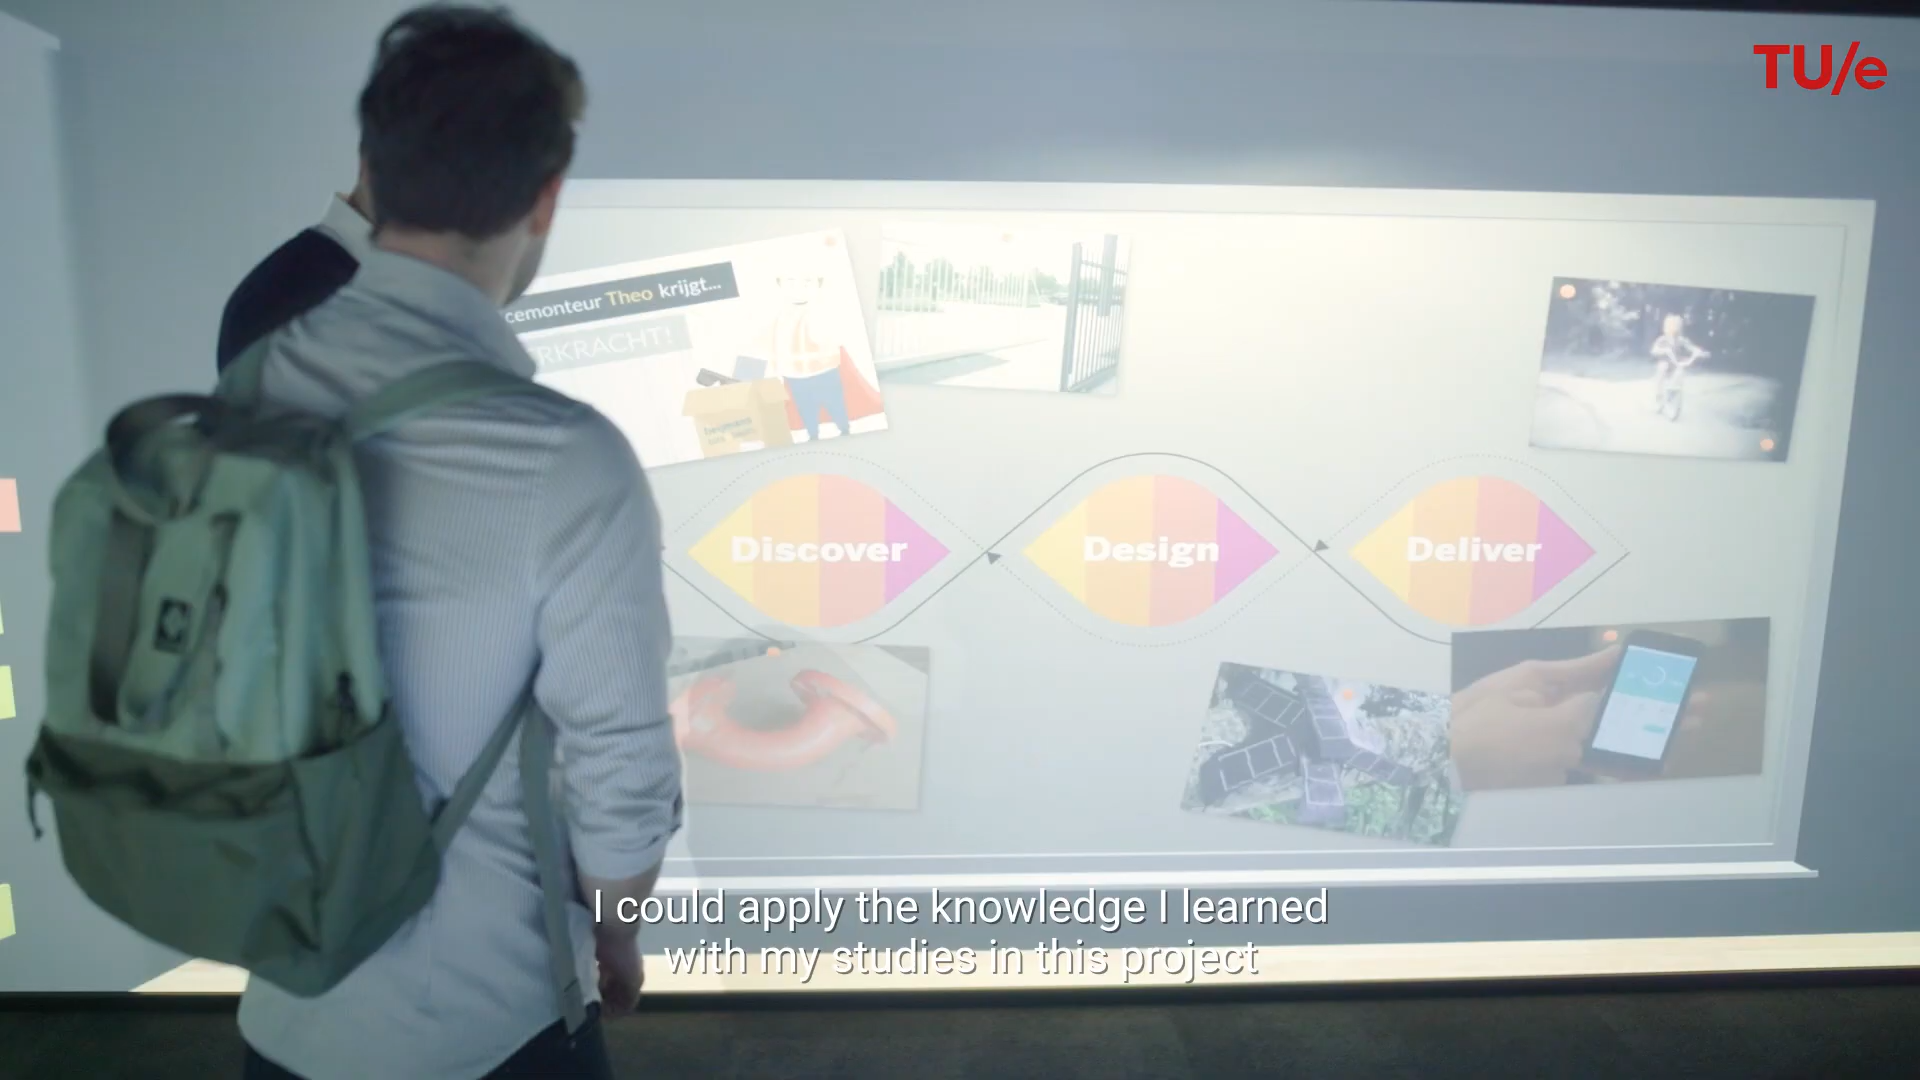 TU/e
cemonteur Theo krijgt...
RKRACHT!
Discover
Design
Deliver
I could apply the knowledge I learned
with my studies in this project